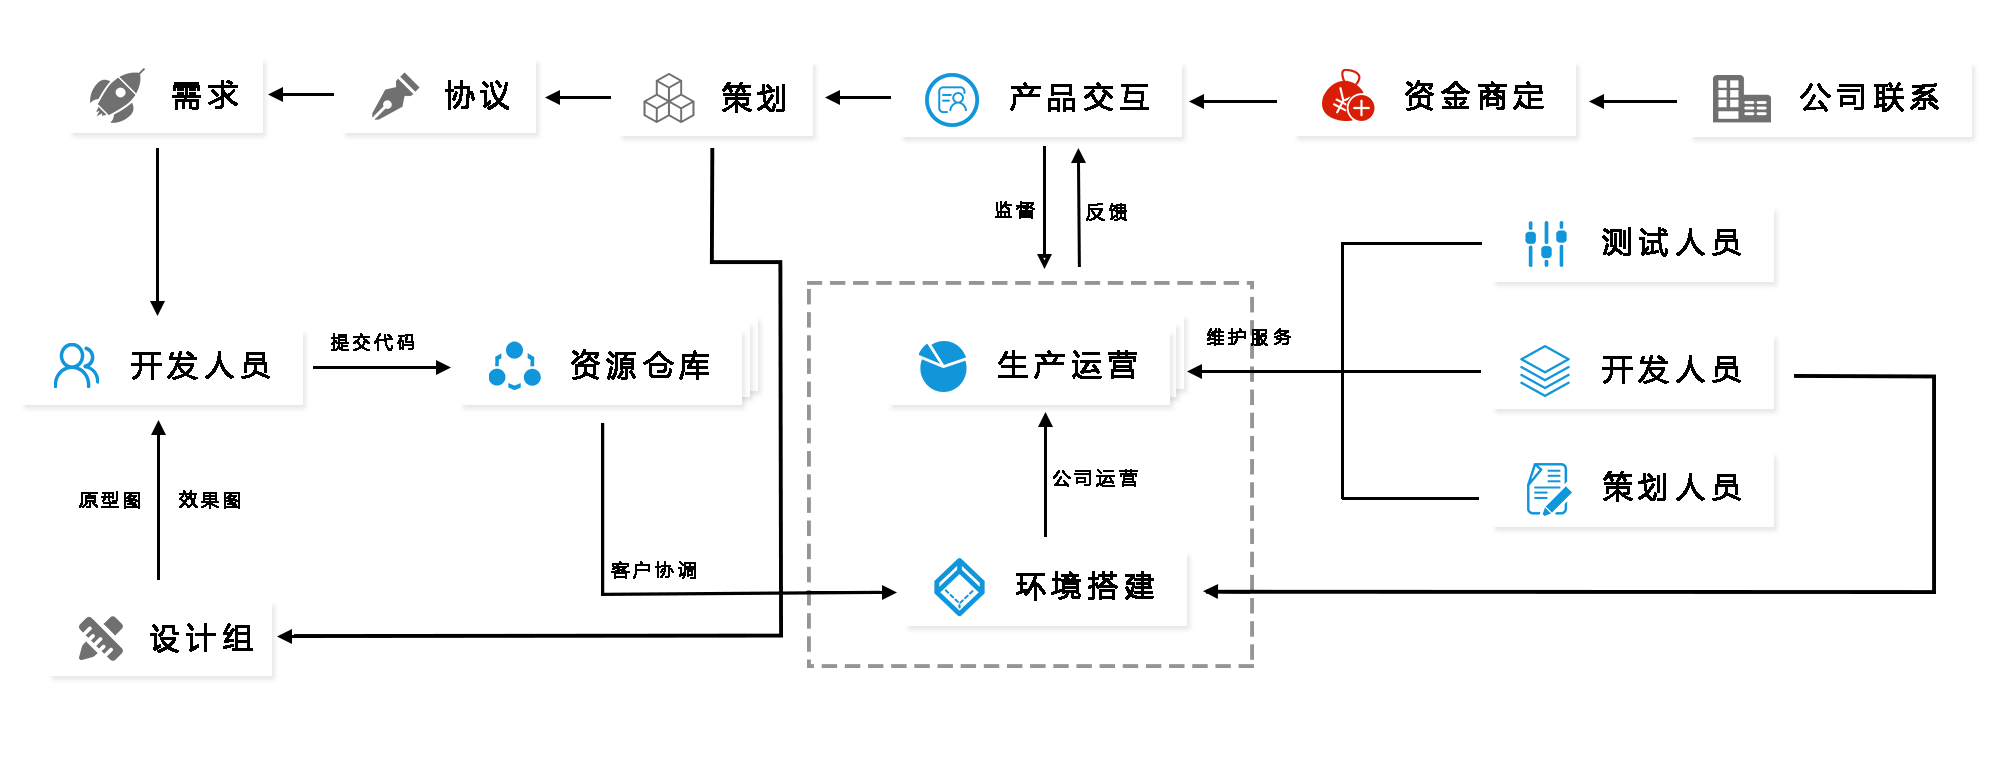 需求
协议
策划
产品交互
资金商定
公司联系
监督
反馈
测试人员
提交代码
维护服务
开发人员
资源仓库
生产运营
开发人员
原型图
效果图
公司运营
策划人员
客户协调
环境搭建
设计组